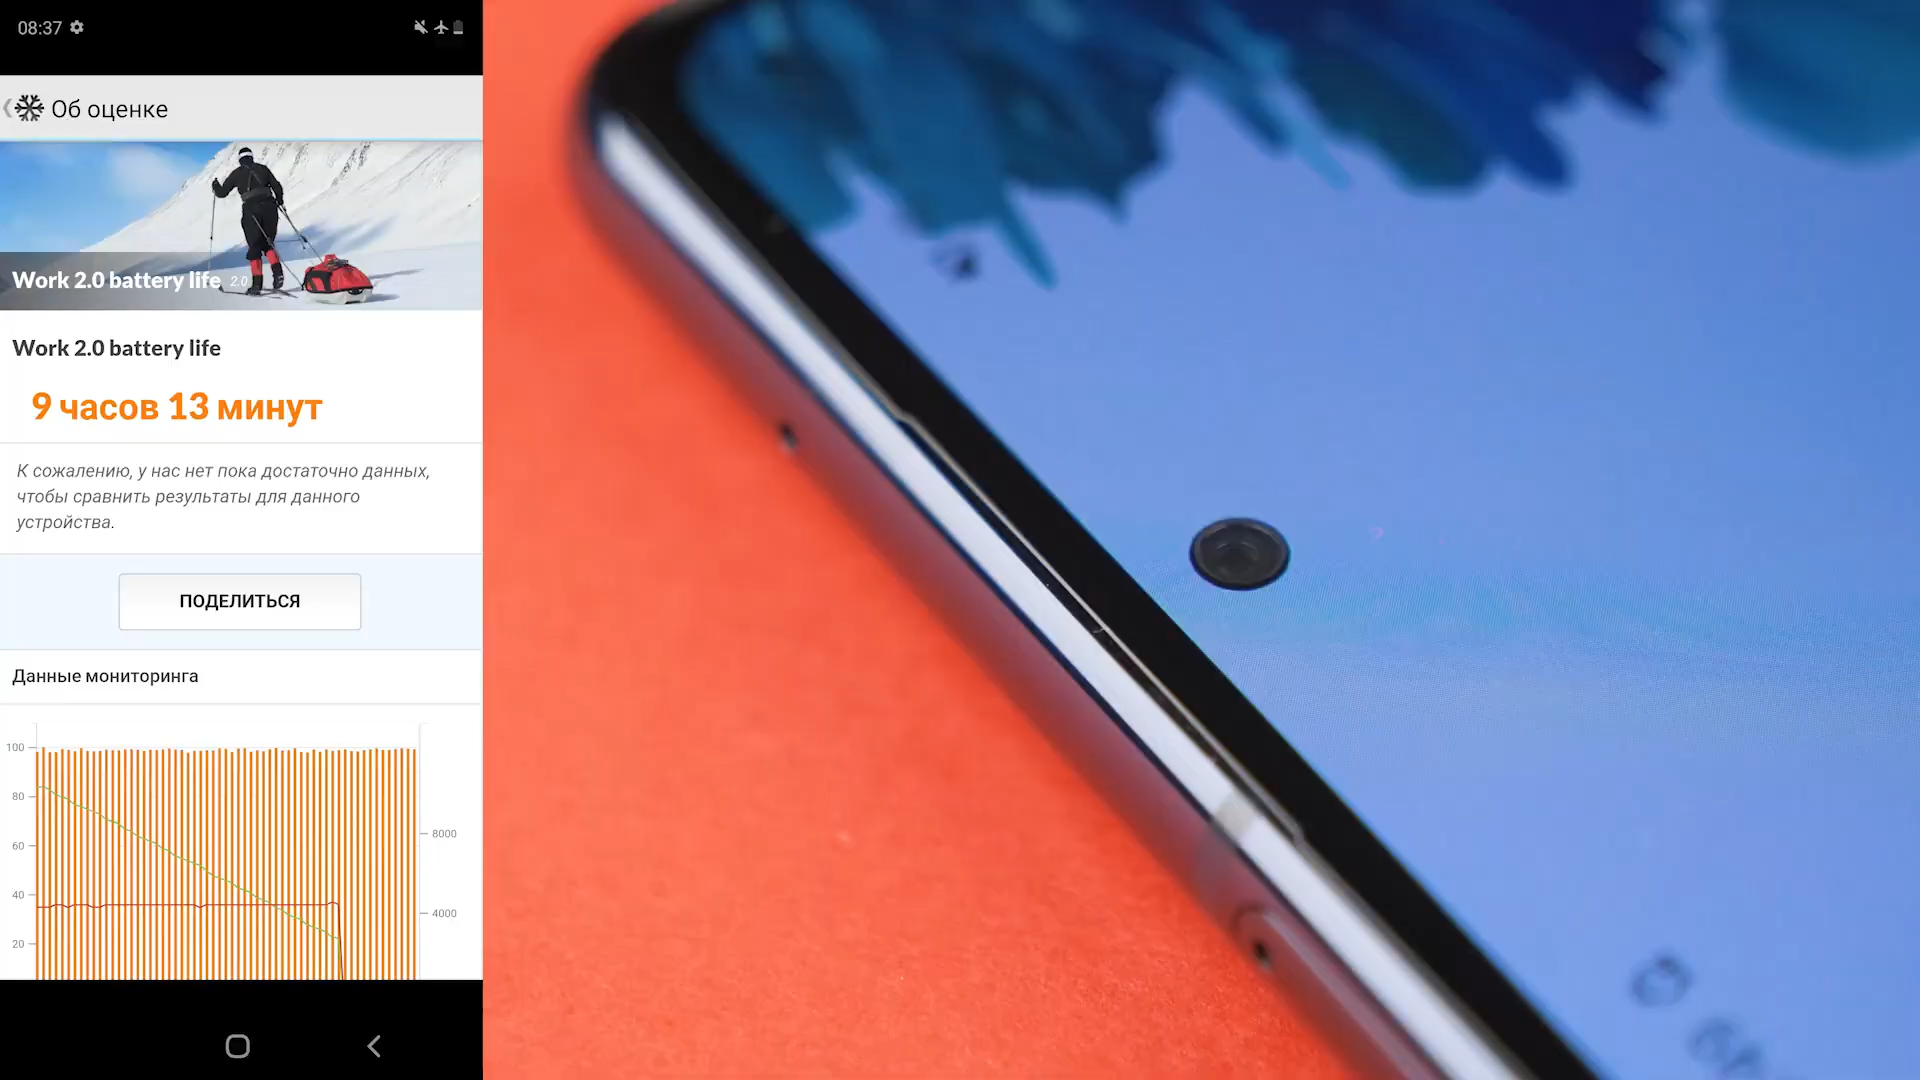 08:37
Об оценке
Work 2.0 battery life 2.0
Work 2.0 battery life
9 часов 13 минут
К сожалению, у нас нет пока достаточно данных,
чтобы сравнить результаты для данного
устройства.
ПОДЕЛИТЬСЯ
Данные мониторинга
100
80
60
40
20
8000
4000